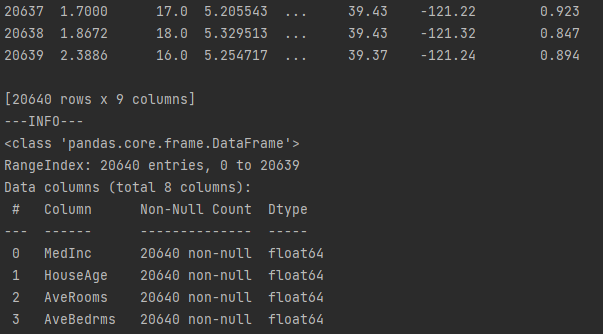 20637  1.7000      17.0  5.205543  ...     39.43    -121.22        0.923
20638  1.8672      18.0  5.329513  ...     39.43    -121.32        0.847
20639  2.3886      16.0  5.254717  ...     39.37    -121.24        0.894
[20640 rows x 9 columns]
---INFO---
<class 'pandas.core.frame.DataFrame'>
RangeIndex: 20640 entries, 0 to 20639
Data columns (total 8 columns):
 #   Column      Non-Null Count  Dtype
---  ------      --------------  -----
 0   MedInc      20640 non-null  float64
 1   HouseAge    20640 non-null  float64
 2   AveRooms    20640 non-null  float64
 3   AveBedrms   20640 non-null  float64